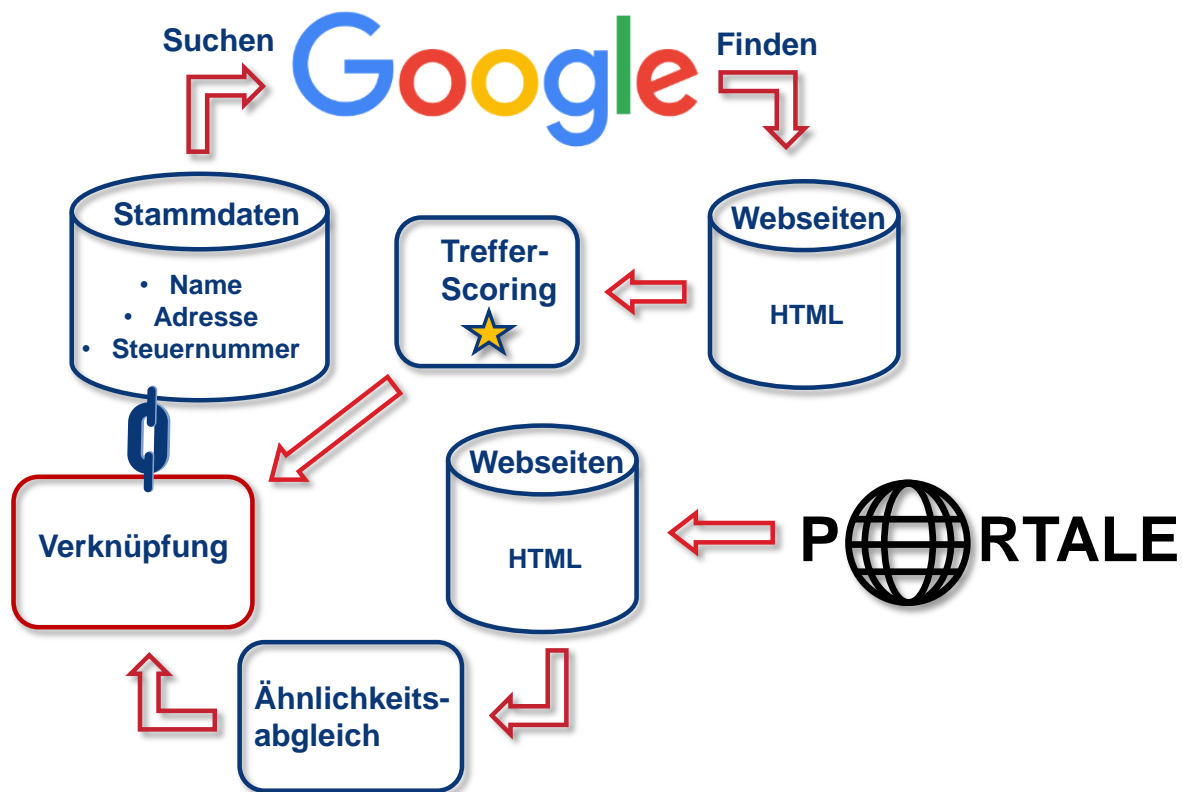 Suchen
Google
Finden
Stammdaten
• Name
• Adresse
• Steuernummer
Treffer-
Scoring
Webseiten
HTML
Verknüpfung
Webseiten
HTML
PORTALE
Ähnlichkeits-
abgleich